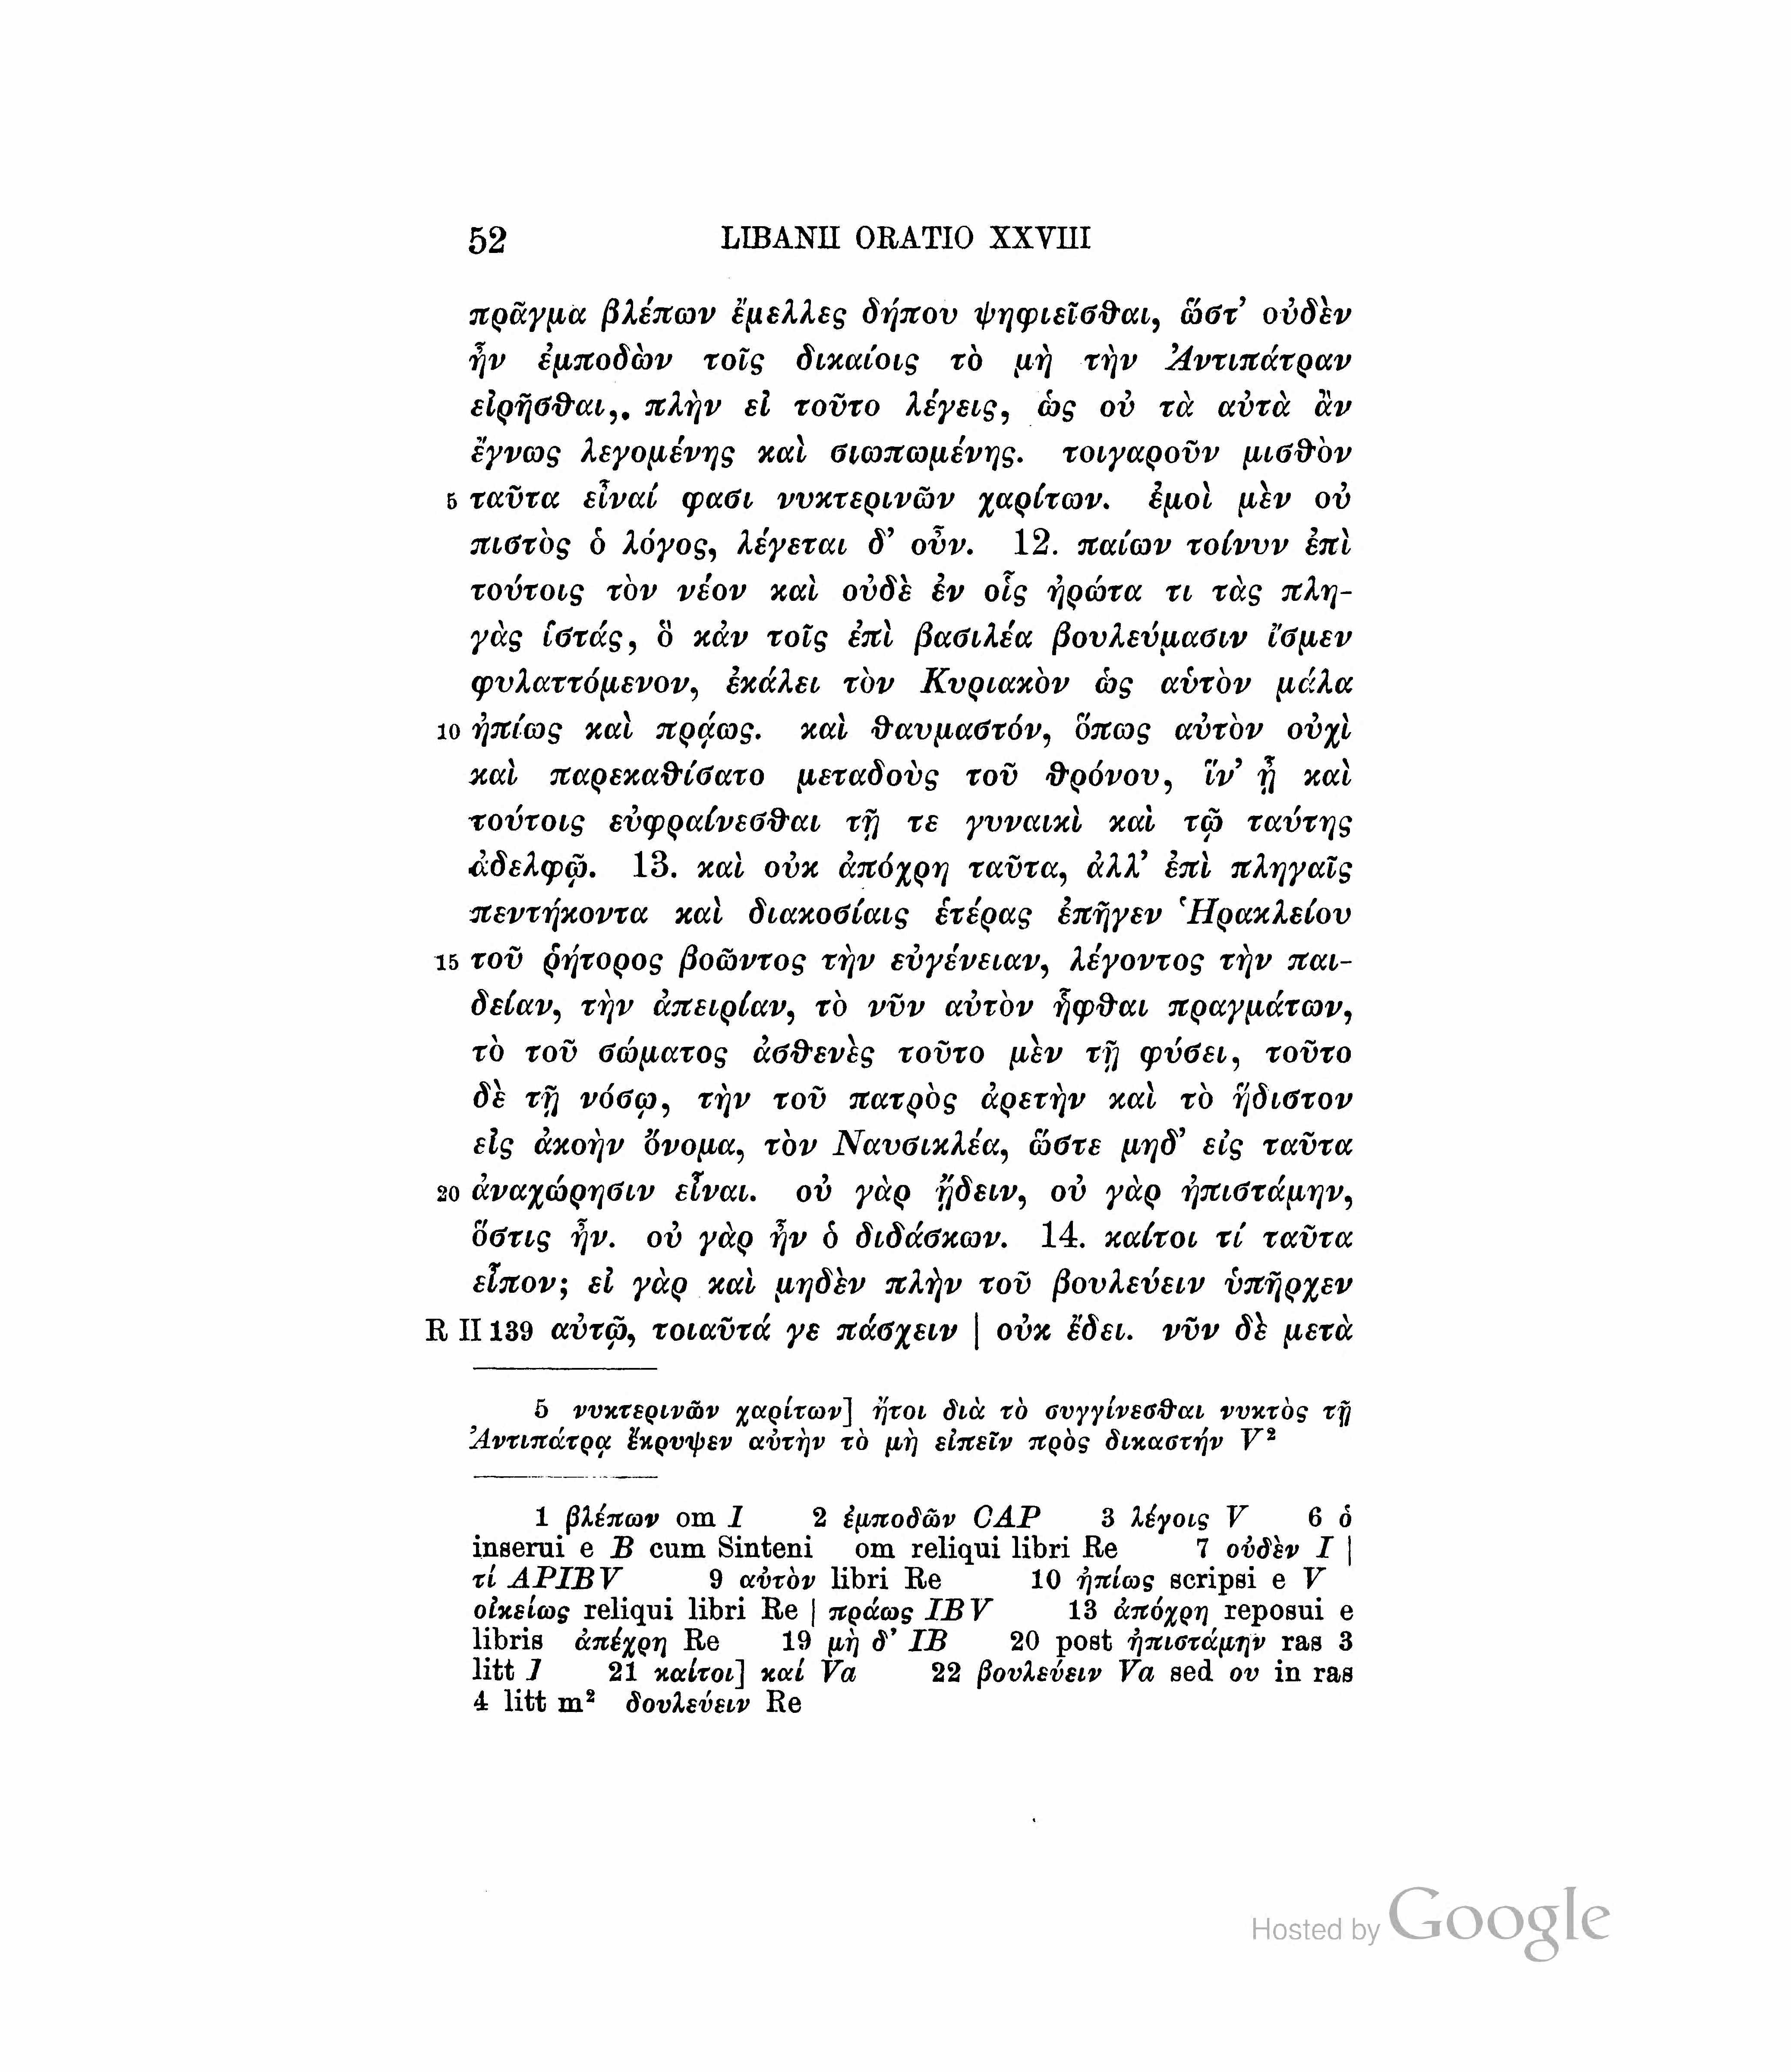 52 LIBANII ORATIO XXVIII
πρᾶγμα βλέπων ἔμελλες δήπου ψηφιεῖσθαι, ὥστ’ οὐδὲν
ἦν ἐμποδὼν τοῖς δικαίοις τὸ μὴ τὴν Ἀντιπάτραν
εἰρῆσθαι,. πλὴν εἰ τοῦτο λέγεις, ὡς οὐ τὰ αὐτὰ ἂν
ἔγνως λεγομένης καὶ σιωπωμένης. τοιγαροῦν μισθὸν
5 ταῦτα εἶναί φασι νυκτερινῶν χαρίτων. ἐμοὶ μὲν οὐ
πιστὸς ὁ λόγος, λέγεται δ’ οὖν. 12. παίων τοίνυν ἐπὶ
τούτοις τὸν νέον καὶ οὐδὲ ἐν οἷς ἠρώτα τι τὰς πλη-
γὰς ἱστάς, ὃ κἀν τοῖς ἐπὶ βασιλέα βουλεύμασιν ἴσμεν
φυλαττόμενον, ἐκάλει τὸν Κυριακὸν ὡς αὑτὸν μάλα
10 ἠπίως καὶ πρᾴως. καὶ θαυμαστόν, ὅπως αὐτὸν οὐχὶ
καὶ παρεκαθίσατο μεταδοὺς τοῦ θρόνου, ἵν’ ᾖ καὶ
τούτοις εὐφραίνεσθαι τῇ τε γυναικὶ καὶ τῷ ταύτης
ἀδελφῷ. 13. καὶ οὐκ ἀπόχρη ταῦτα, ἀλλ’ ἐπὶ πληγαῖς
πεντήκοντα καὶ διακοσίαις ἑτέρας ἐπῆγεν Ἡρακλείου
15 τοῦ ῥήτορος βοῶντος τὴν εὐγένειαν, λέγοντος τὴν παι-
δείαν, τὴν ἀπειρίαν, τὸ νῦν αὐτὸν ἧφθαι πραγμάτων,
τὸ τοῦ σώματος ἀσθενὲς τοῦτο μὲν τῇ φύσει, τοῦτο
δὲ τῇ νόσῳ, τὴν τοῦ πατρὸς ἀρετὴν καὶ τὸ ἥδιστον
εἰς ἀκοὴν ὄνομα, τὸν Ναυσικλέα, ὥστε μηδ’ εἰς ταῦτα
20 ἀναχώρησιν εἶναι. οὐ γὰρ ᾔδειν, οὐ γὰρ ἠπιστάμην,
ὅστις ἦν. οὐ γὰρ ἦν ὁ διδάσκων. 14. καίτοι τί ταῦτα
εἶπον; εἰ γὰρ καὶ μηδὲν πλὴν τοῦ βουλεύειν ὑπῆρχεν
R II 139 αὐτῷ, τοιαῦτά γε πάσχειν | οὐκ ἔδει. νῦν δὲ μετὰ
5 νυκτερινῶν χαρίτων] ἤτοι διὰ τὸ συγγίνεσθαι νυκτὸς τῇ
Ἀντιπάτρᾳ ἔκρυψεν αὐτὴν τὸ μὴ εἰπεῖν πρὸς δικαστήν V²
1 βλέπων om I 2 ἐμποδῶν CAP 3 λέγοις V 6 ὁ
inserui e B cum Sinteni om reliqui libri Re 7 οὐδὲν I |
τί APIBV 9 αὐτὸν libri Re 10 ἠπίως scripsi e V
οἰκείως reliqui libri Re | πράως IBV 13 ἀπόχρη reposui e
libris ἀπέχρη Re 19 μὴ δ’ IB 20 post ἠπιστάμην ras 3
litt I 21 καίτοι] καί Va 22 βουλεύειν Va sed ου in ras
4 litt m² δουλεύειν Re
Hosted by Google